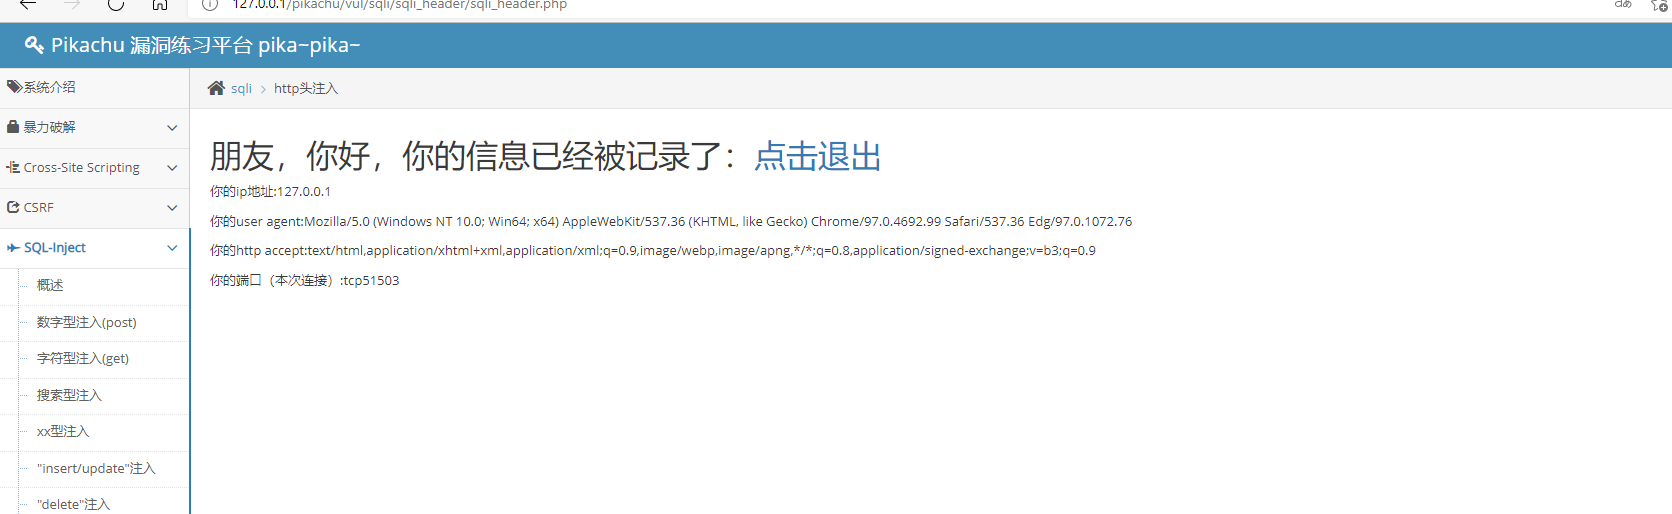 127.0.0.1/pikachu/vul/sqli/sqli_header/sqli_header.php
Pikachu 漏洞练习平台 pika~pika~
系统介绍
暴力破解
Cross-Site Scripting
CSRF
SQL-Inject
概述
数字型注入(post)
字符型注入(get)
搜索型注入
xx型注入
"insert/update"注入
"delete"注入
sqli > http头注入
朋友，你好，你的信息已经被记录了：点击退出
你的ip地址:127.0.0.1
你的user agent:Mozilla/5.0 (Windows NT 10.0; Win64; x64) AppleWebKit/537.36 (KHTML, like Gecko) Chrome/97.0.4692.99 Safari/537.36 Edg/97.0.1072.76
你的http accept:text/html,application/xhtml+xml,application/xml;q=0.9,image/webp,image/apng,*/*;q=0.8,application/signed-exchange;v=b3;q=0.9
你的端口（本次连接）:tcp51503